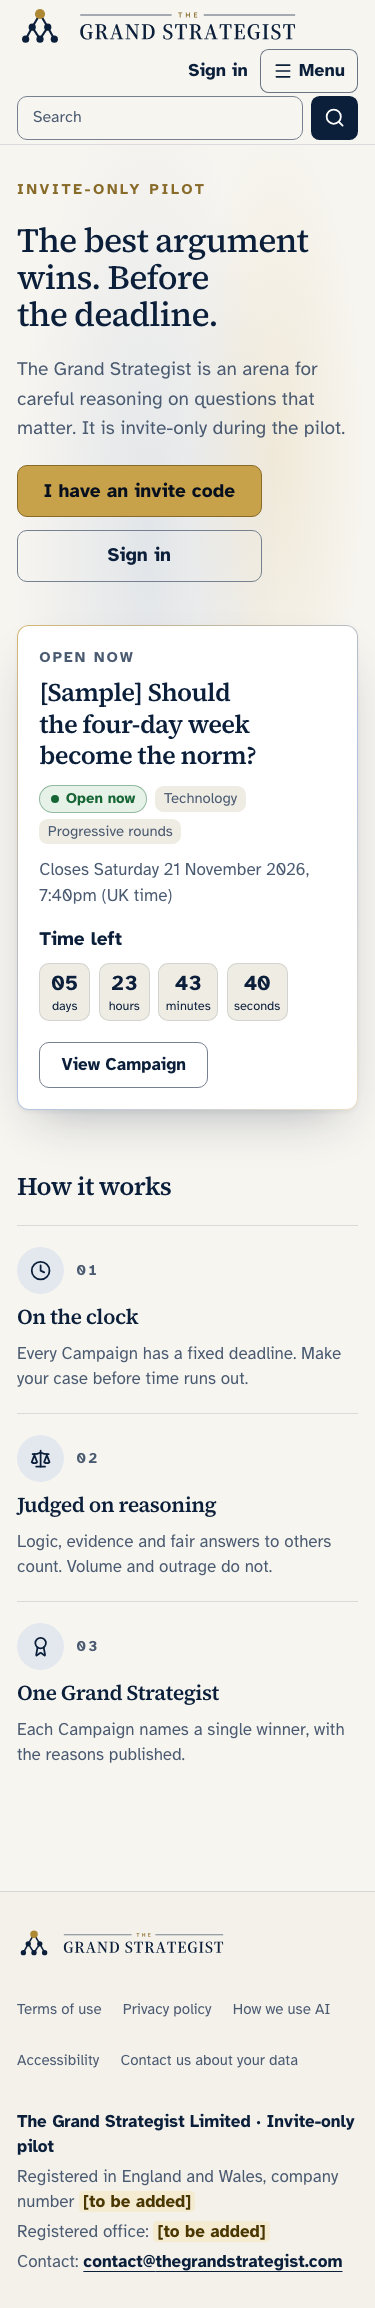 THE
GRAND STRATEGIST
Sign in
Menu
Search
INVITE-ONLY PILOT
The best argument
wins. Before
the deadline.
The Grand Strategist is an arena for
careful reasoning on questions that
matter. It is invite-only during the pilot.
I have an invite code
Sign in
OPEN NOW
[Sample] Should
the four-day week
become the norm?
Open now
Technology
Progressive rounds
Closes Saturday 21 November 2026,
7:40pm (UK time)
Time left
05 23 43 40
days hours minutes seconds
View Campaign
How it works
01
On the clock
Every Campaign has a fixed deadline. Make
your case before time runs out.
02
Judged on reasoning
Logic, evidence and fair answers to others
count. Volume and outrage do not.
03
One Grand Strategist
Each Campaign names a single winner, with
the reasons published.
THE
GRAND STRATEGIST
Terms of use Privacy policy How we use AI
Accessibility Contact us about your data
The Grand Strategist Limited · Invite-only
pilot
Registered in England and Wales, company
number [to be added]
Registered office: [to be added]
Contact: contact@thegrandstrategist.com